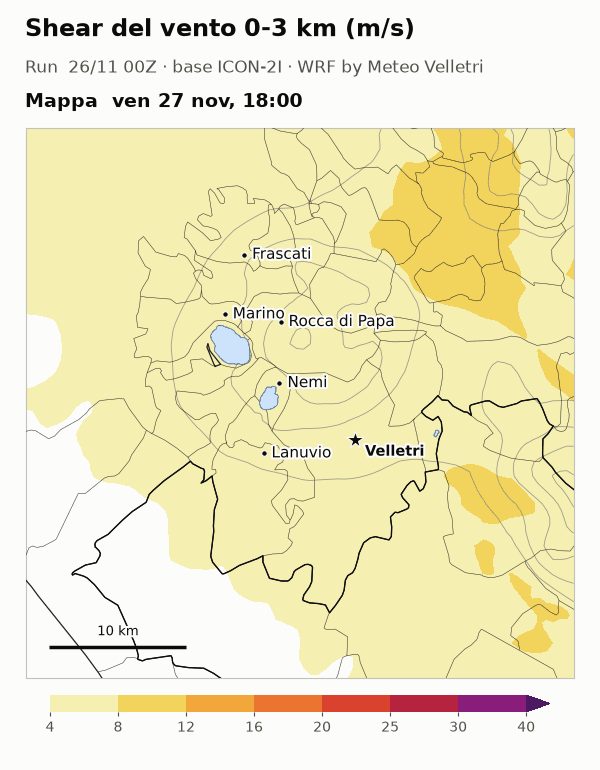 Shear del vento 0-3 km (m/s)
Run  26/11 00Z · base ICON-2I · WRF by Meteo Velletri
Mappa  ven 27 nov, 18:00
Frascati
Marino
Rocca di Papa
Nemi
Velletri
Lanuvio
10 km
4 8 12 16 20 25 30 40